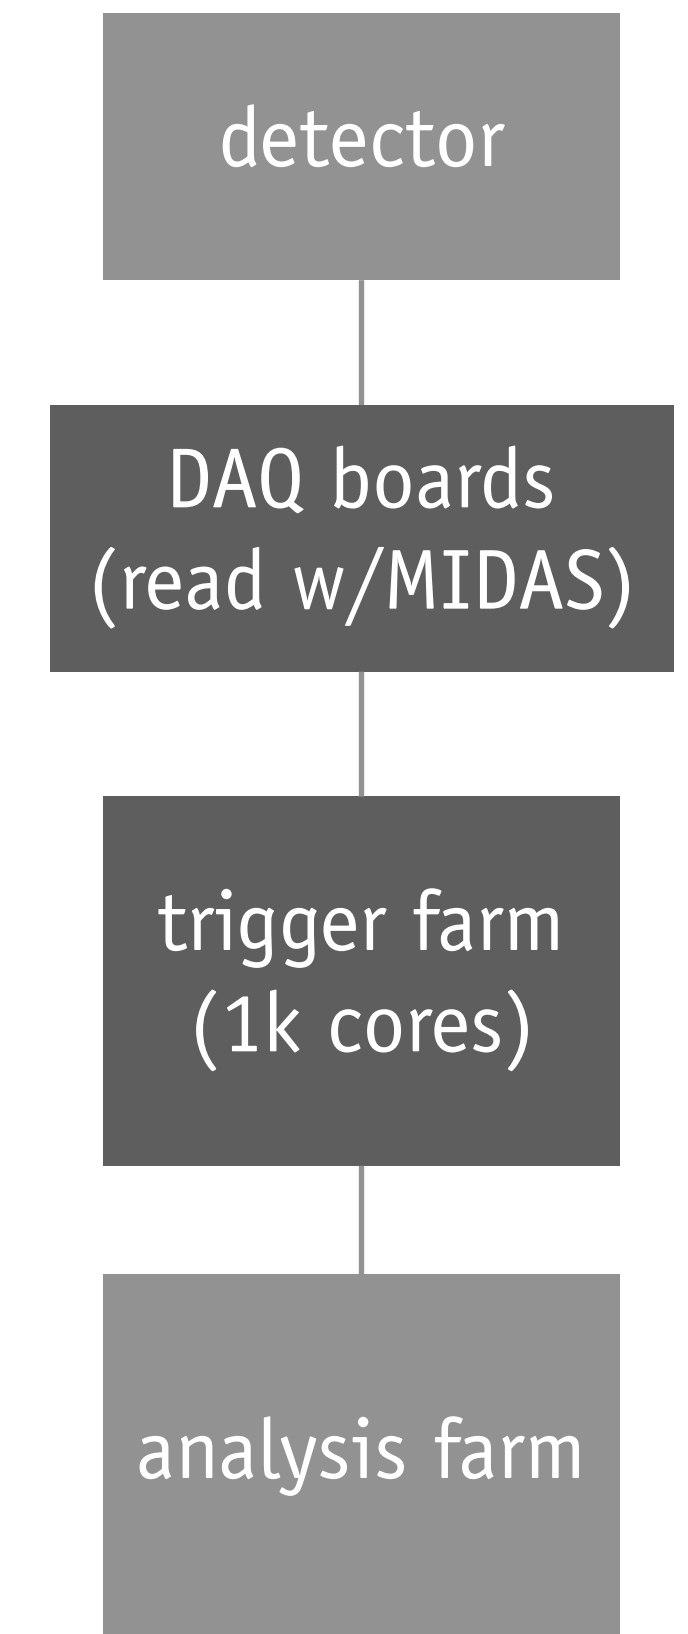 detector
DAQ boards
(read w/MIDAS)
trigger farm
(1k cores)
analysis farm